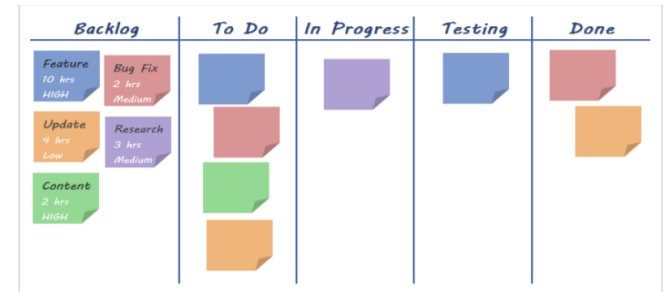 Backlog
To Do
In Progress
Testing
Done
Feature
10 hrs
HIGH
Bug Fix
2 hrs
Medium
Update
4 hrs
Low
Research
3 hrs
Medium
Content
2 hrs
HIGH